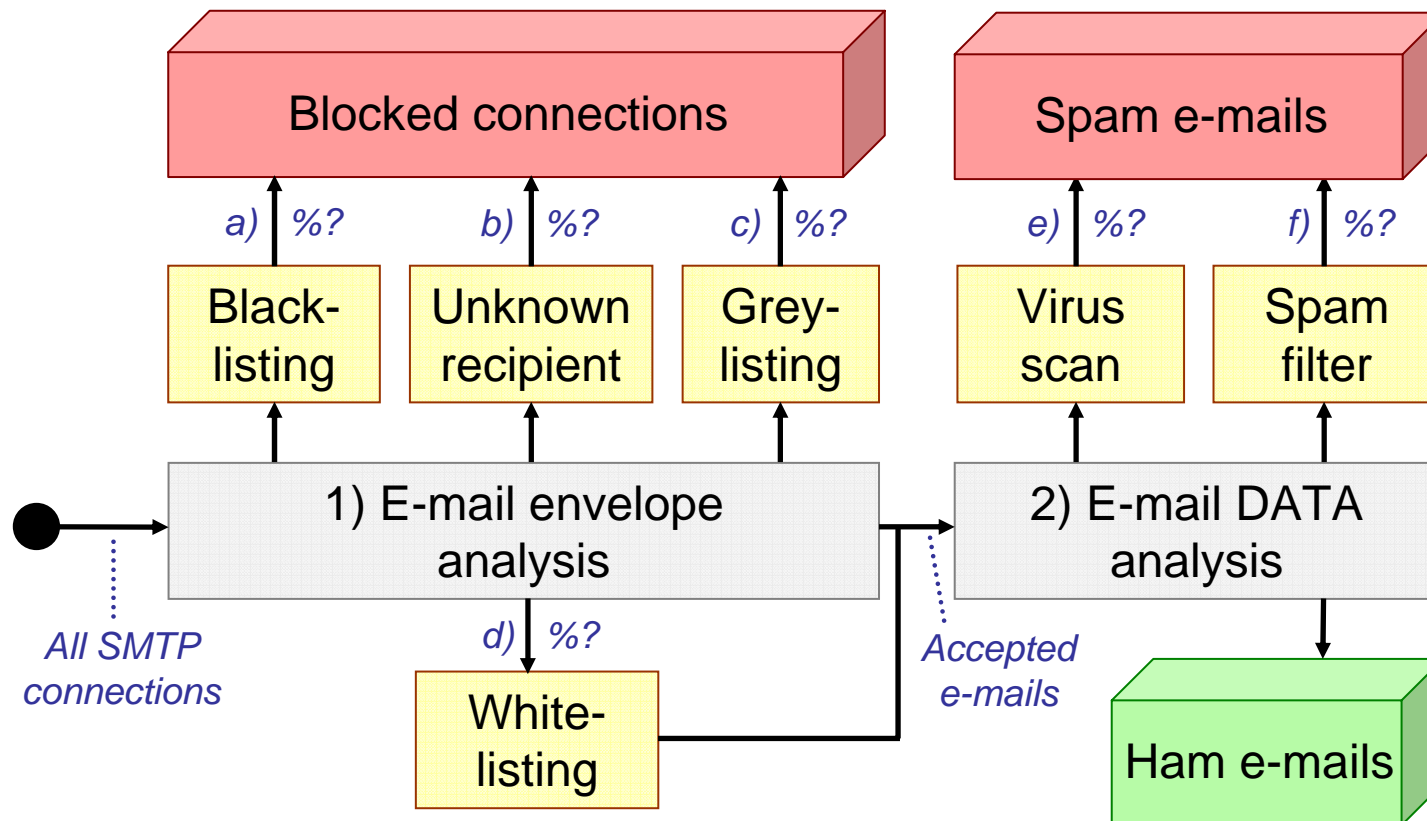 Blocked connections
Spam e-mails
a) %?
b) %?
c) %?
e) %?
f) %?
Black-
listing
Unknown
recipient
Grey-
listing
Virus
scan
Spam
filter
1) E-mail envelope
analysis
2) E-mail DATA
analysis
All SMTP
connections
d) %?
Accepted
e-mails
White-
listing
Ham e-mails